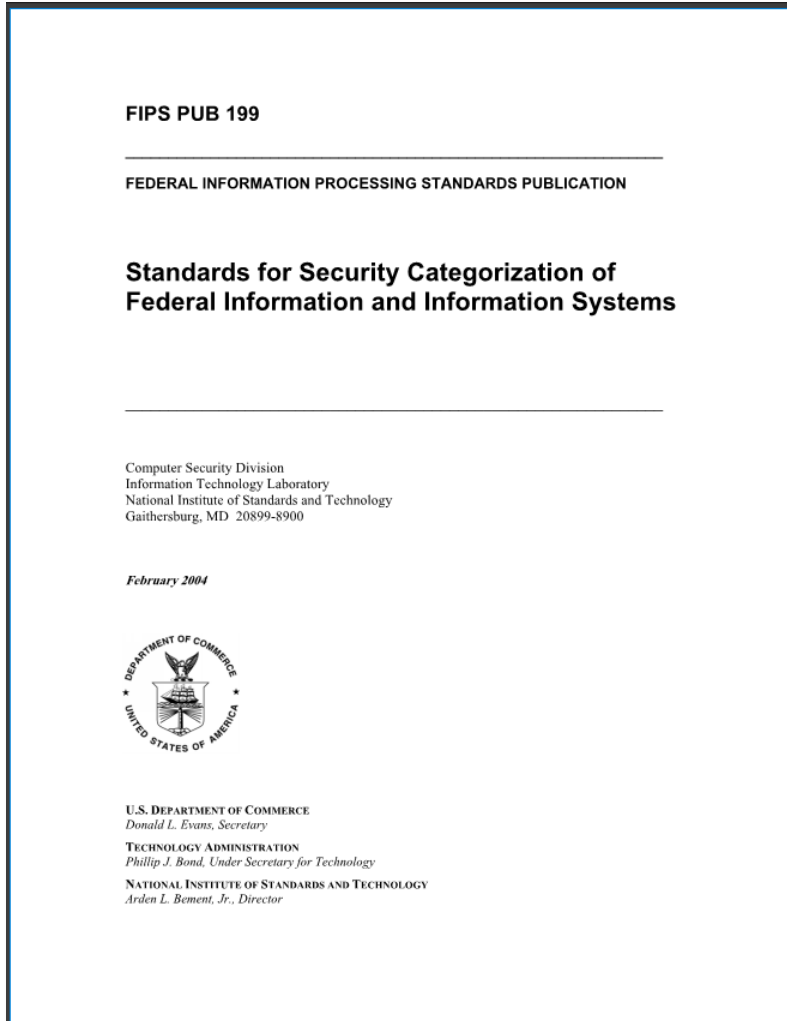 FIPS PUB 199
FEDERAL INFORMATION PROCESSING STANDARDS PUBLICATION
Standards for Security Categorization of
Federal Information and Information Systems
Computer Security Division
Information Technology Laboratory
National Institute of Standards and Technology
Gaithersburg, MD 20899-8900
February 2004
DEPARTMENT OF COMMERCE
UNITED STATES OF AMERICA
U.S. DEPARTMENT OF COMMERCE
Donald L. Evans, Secretary
TECHNOLOGY ADMINISTRATION
Phillip J. Bond, Under Secretary for Technology
NATIONAL INSTITUTE OF STANDARDS AND TECHNOLOGY
Arden L. Bement, Jr., Director